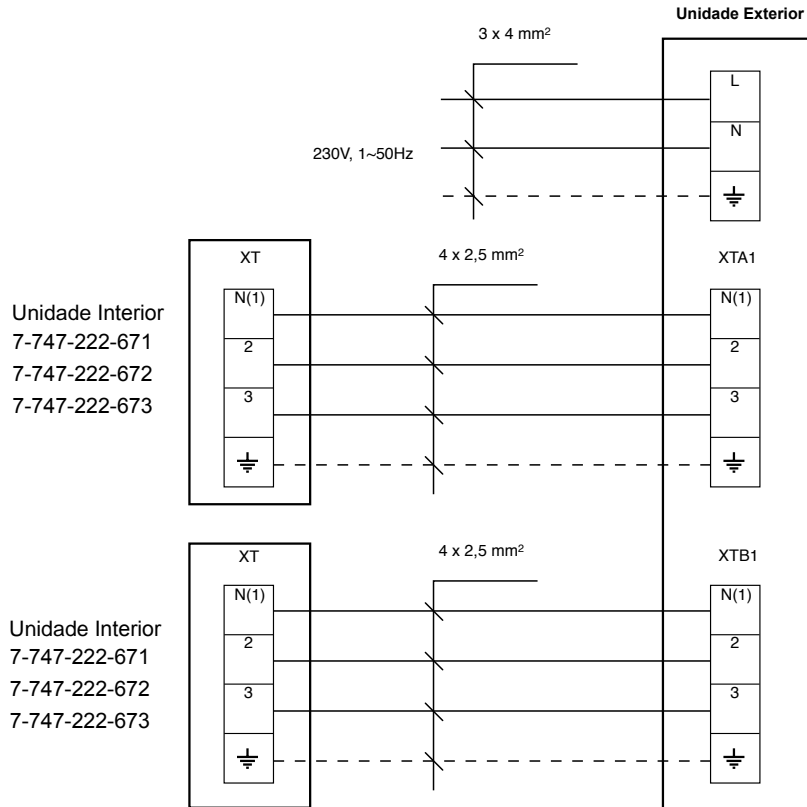 Unidade Exterior
3 x 4 mm²
L
N
230V, 1~50Hz
XT
4 x 2,5 mm²
XTA1
Unidade Interior
7-747-222-671
7-747-222-672
7-747-222-673
N(1)
2
3
N(1)
2
3
XT
4 x 2,5 mm²
XTB1
Unidade Interior
7-747-222-671
7-747-222-672
7-747-222-673
N(1)
2
3
N(1)
2
3